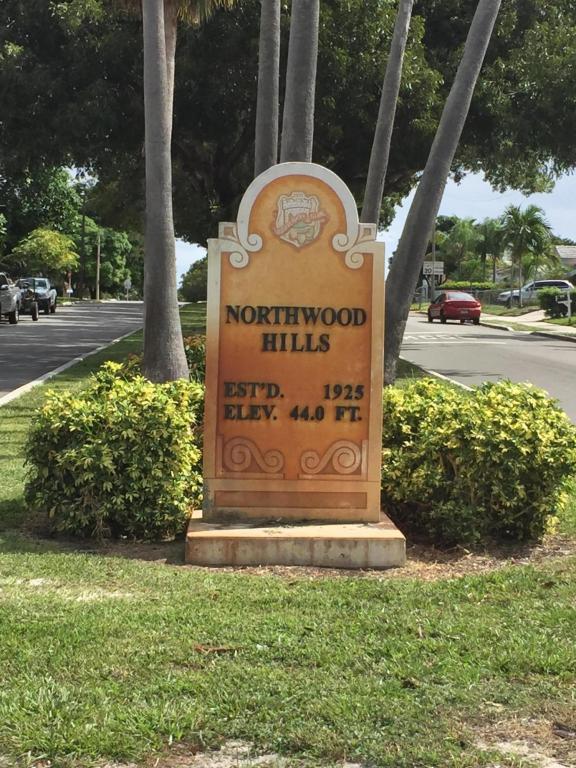 NORTHWOOD
HILLS
EST'D. 1925
ELEV. 44.0 FT.